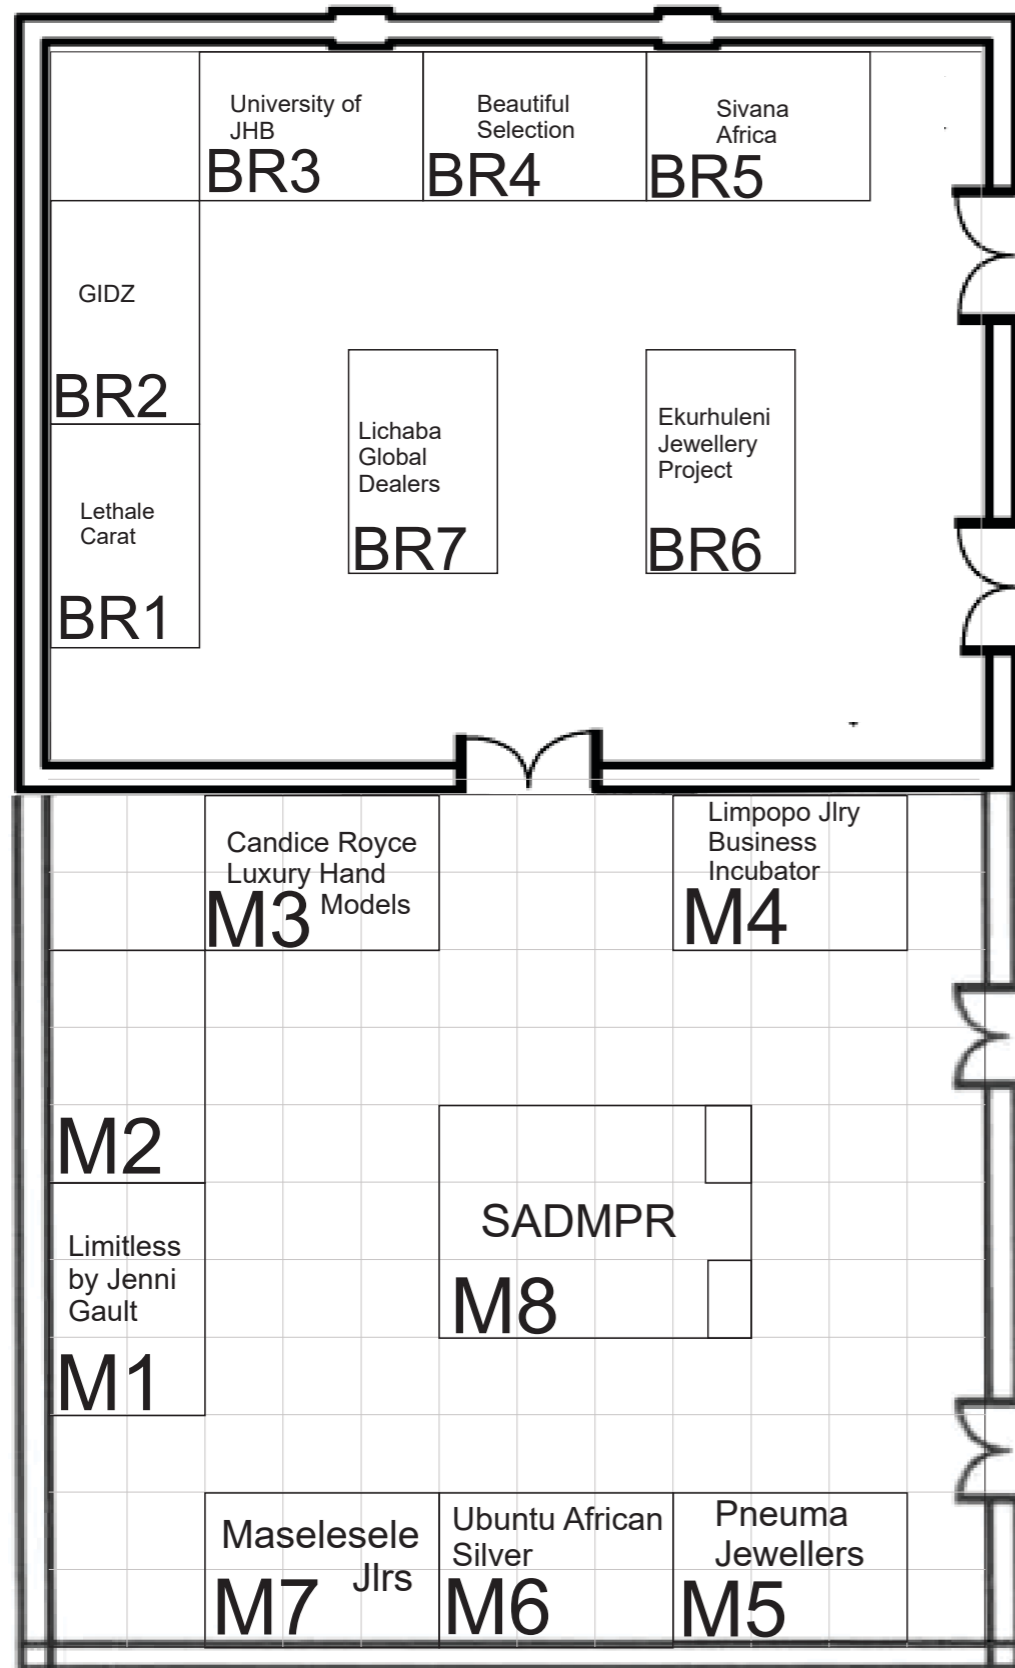 University of
JHB
BR3
Beautiful
Selection
BR4
Sivana
Africa
BR5
GIDZ
BR2
Lichaba
Global
Dealers
BR7
Ekurhuleni
Jewellery
Project
BR6
Lethale
Carat
BR1
Candice Royce
Luxury Hand
Models
M3
Limpopo Jlry
Business
Incubator
M4
M2
SADMPR
M8
Limitless
by Jenni
Gault
M1
Maselesele
Jlrs
M7
Ubuntu African
Silver
M6
Pneuma
Jewellers
M5